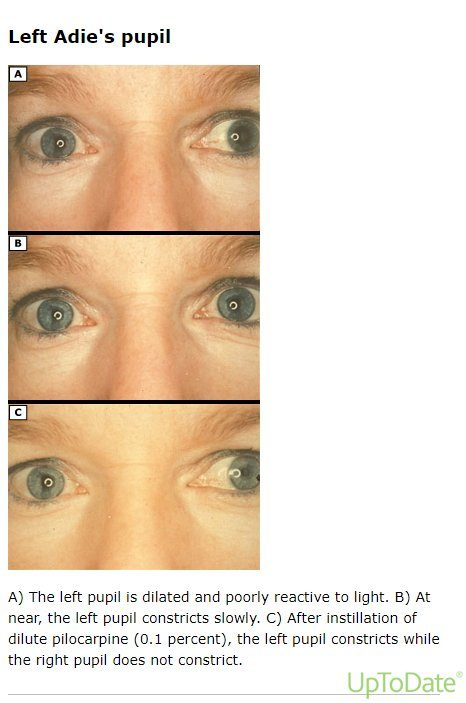 Left Adie's pupil
A
B
C
A) The left pupil is dilated and poorly reactive to light. B) At
near, the left pupil constricts slowly. C) After instillation of
dilute pilocarpine (0.1 percent), the left pupil constricts while
the right pupil does not constrict.
UpToDate®